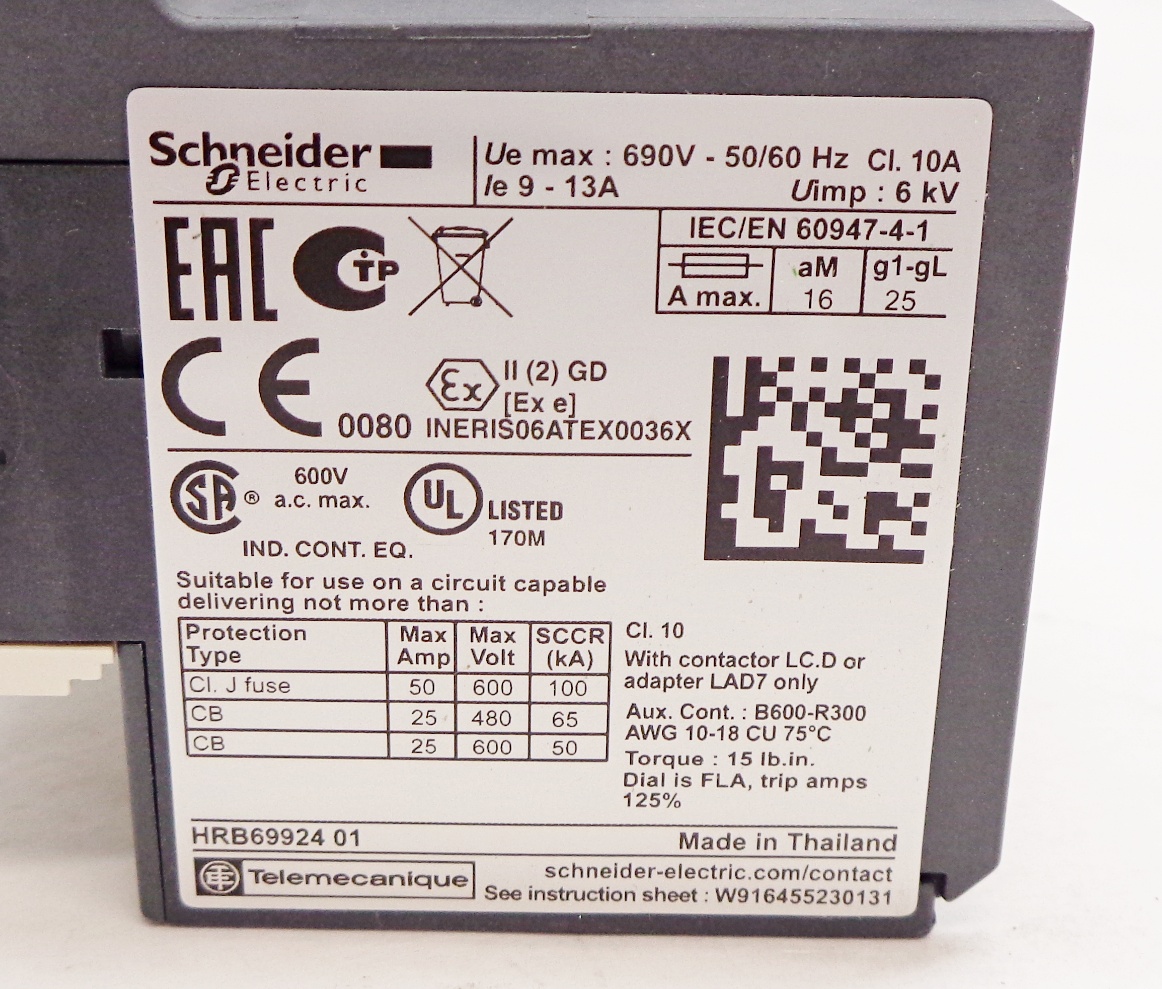 Schneider
Electric
Ue max : 690V - 50/60 Hz Cl. 10A
Ie 9 - 13A Uimp : 6 kV
EAC
CTP
IEC/EN 60947-4-1
aM g1-gL
A max. 16 25
CE 0080
Ex II (2) GD
[Ex e]
INERIS06ATEX0036X
SA ® 600V
a.c. max.
IND. CONT. EQ.
UL LISTED
170M
Suitable for use on a circuit capable
delivering not more than :
Protection Type Max Amp Max Volt SCCR (kA)
Cl. J fuse 50 600 100
CB 25 480 65
CB 25 600 50
Cl. 10
With contactor LC.D or
adapter LAD7 only
Aux. Cont. : B600-R300
AWG 10-18 CU 75°C
Torque : 15 lb.in.
Dial is FLA, trip amps
125%
HRB69924 01 Made in Thailand
Telemecanique
schneider-electric.com/contact
See instruction sheet : W916455230131